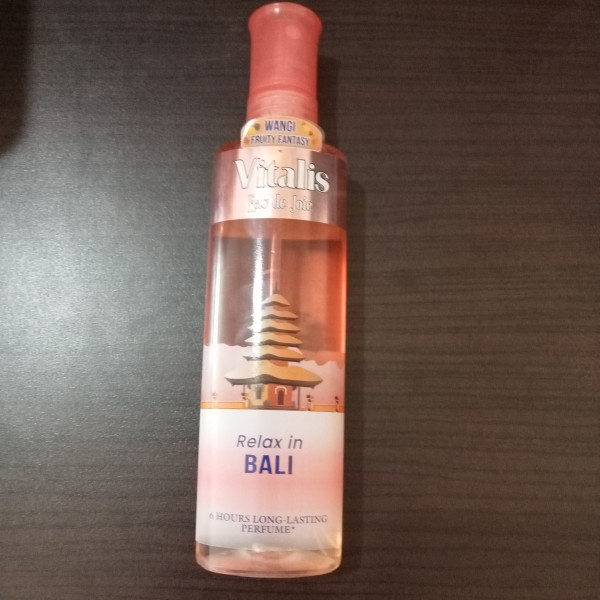 WANGI
FRUITY FANTASY
Vitalis
Eau de Joie
Relax in
BALI
6 HOURS LONG-LASTING
PERFUME*